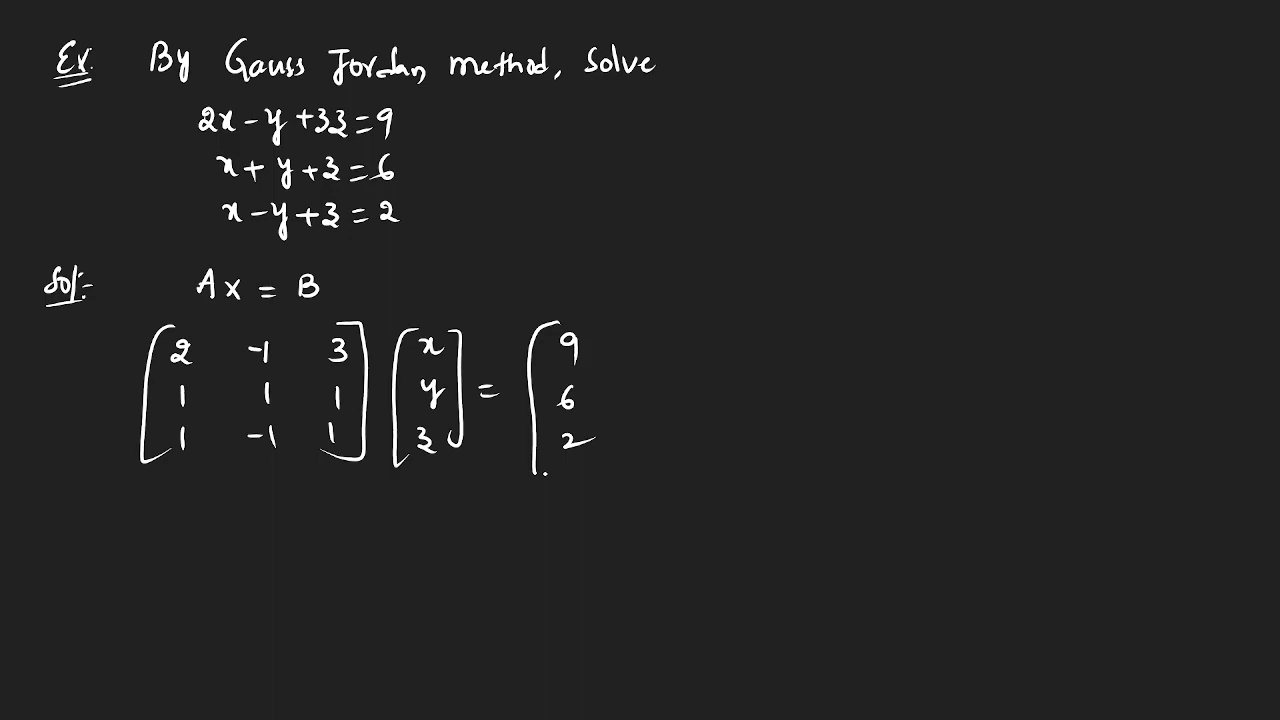 Ex. By Gauss Jordan method, Solve
2x - y + 3z = 9
x + y + z = 6
x - y + z = 2
Sol:- AX = B
[2 -1 3] [x] = [9
[1 1 1] [y] [6
[1 -1 1] [z] [2